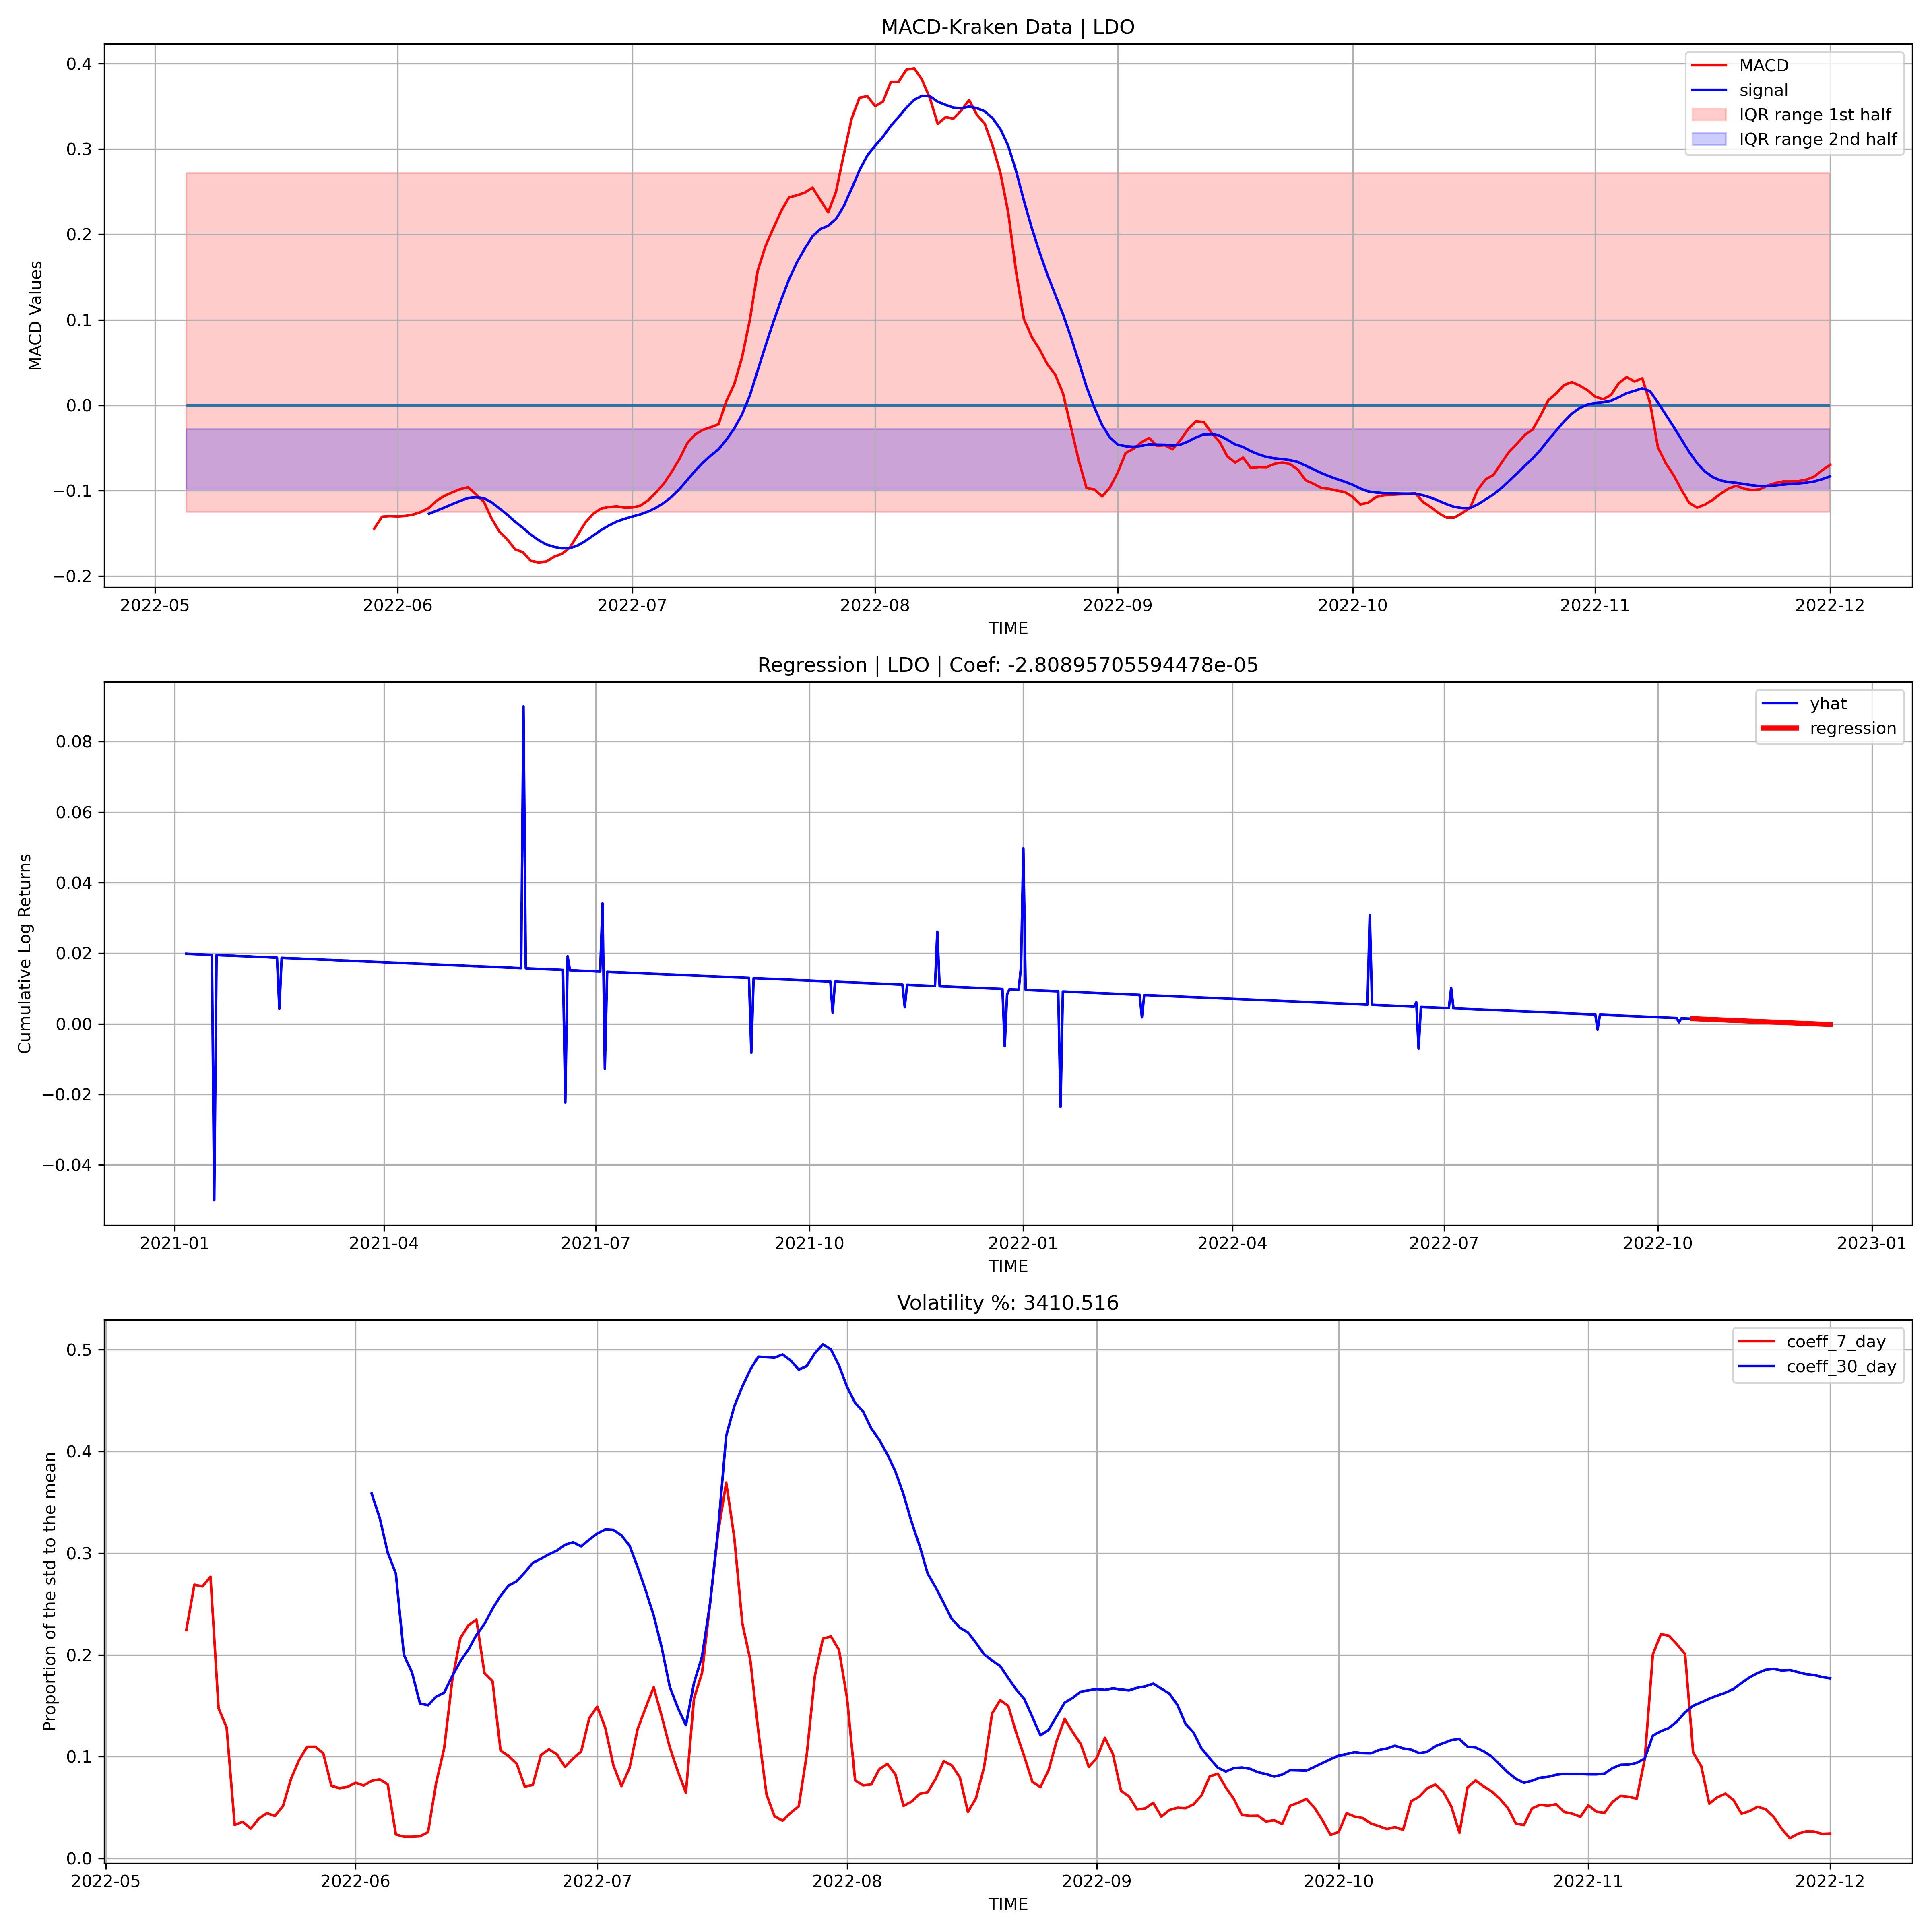 MACD-Kraken Data | LDO
MACD Values
0.4
0.3
0.2
0.1
0.0
−0.1
−0.2
MACD
signal
IQR range 1st half
IQR range 2nd half
2022-05 2022-06 2022-07 2022-08 2022-09 2022-10 2022-11 2022-12
TIME
Regression | LDO | Coef: -2.80895705594478e-05
Cumulative Log Returns
0.08
0.06
0.04
0.02
0.00
−0.02
−0.04
yhat
regression
2021-01 2021-04 2021-07 2021-10 2022-01 2022-04 2022-07 2022-10 2023-01
TIME
Volatility %: 3410.516
Proportion of the std to the mean
0.5
0.4
0.3
0.2
0.1
0.0
coeff_7_day
coeff_30_day
2022-05 2022-06 2022-07 2022-08 2022-09 2022-10 2022-11 2022-12
TIME